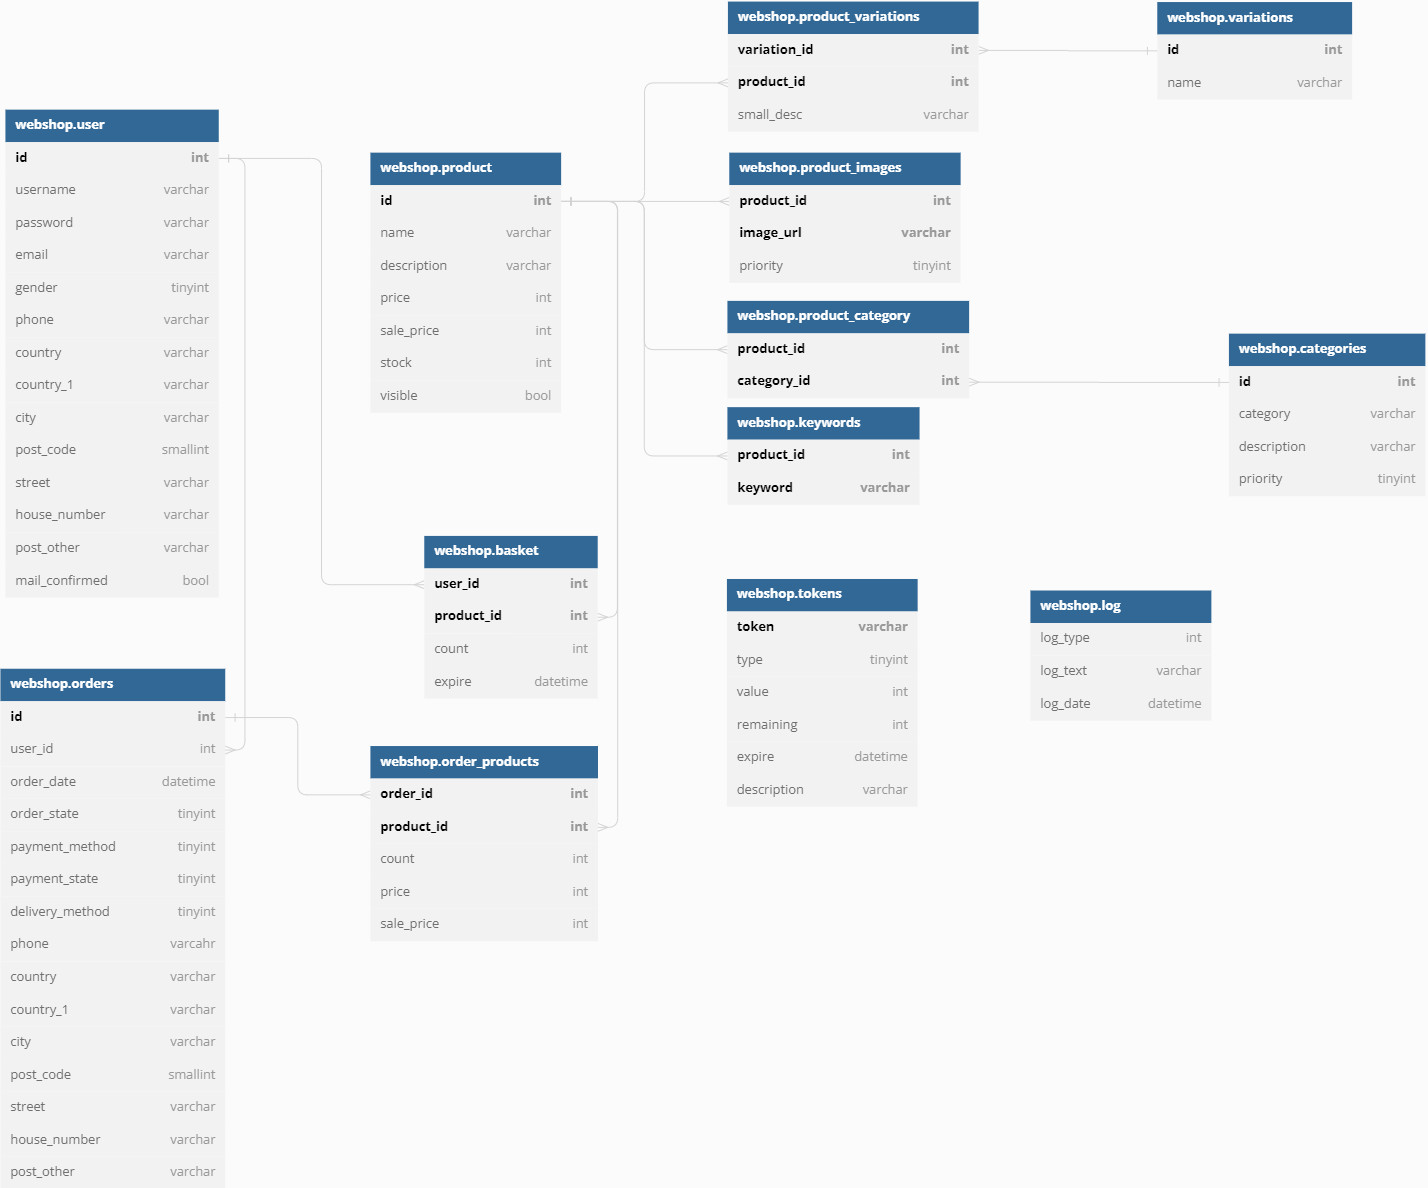 webshop.product_variations
variation_id int
product_id int
small_desc varchar
webshop.variations
id int
name varchar
webshop.user
id int
username varchar
password varchar
email varchar
gender tinyint
phone varchar
country varchar
country_1 varchar
city varchar
post_code smallint
street varchar
house_number varchar
post_other varchar
mail_confirmed bool
webshop.product
id int
name varchar
description varchar
price int
sale_price int
stock int
visible bool
webshop.product_images
product_id int
image_url varchar
priority tinyint
webshop.product_category
product_id int
category_id int
webshop.categories
id int
category varchar
description varchar
priority tinyint
webshop.keywords
product_id int
keyword varchar
webshop.basket
user_id int
product_id int
count int
expire datetime
webshop.tokens
token varchar
type tinyint
value int
remaining int
expire datetime
description varchar
webshop.log
log_type int
log_text varchar
log_date datetime
webshop.orders
id int
user_id int
order_date datetime
order_state tinyint
payment_method tinyint
payment_state tinyint
delivery_method tinyint
phone varcahr
country varchar
country_1 varchar
city varchar
post_code smallint
street varchar
house_number varchar
post_other varchar
webshop.order_products
order_id int
product_id int
count int
price int
sale_price int